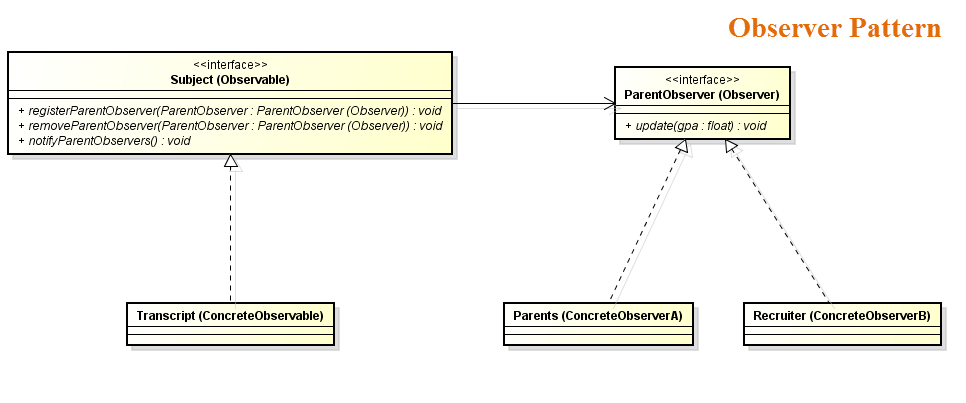 Observer Pattern
<<interface>>
Subject (Observable)
+ registerParentObserver(ParentObserver : ParentObserver (Observer)) : void
+ removeParentObserver(ParentObserver : ParentObserver (Observer)) : void
+ notifyParentObservers() : void
<<interface>>
ParentObserver (Observer)
+ update(gpa : float) : void
Transcript (ConcreteObservable)
Parents (ConcreteObserverA)
Recruiter (ConcreteObserverB)